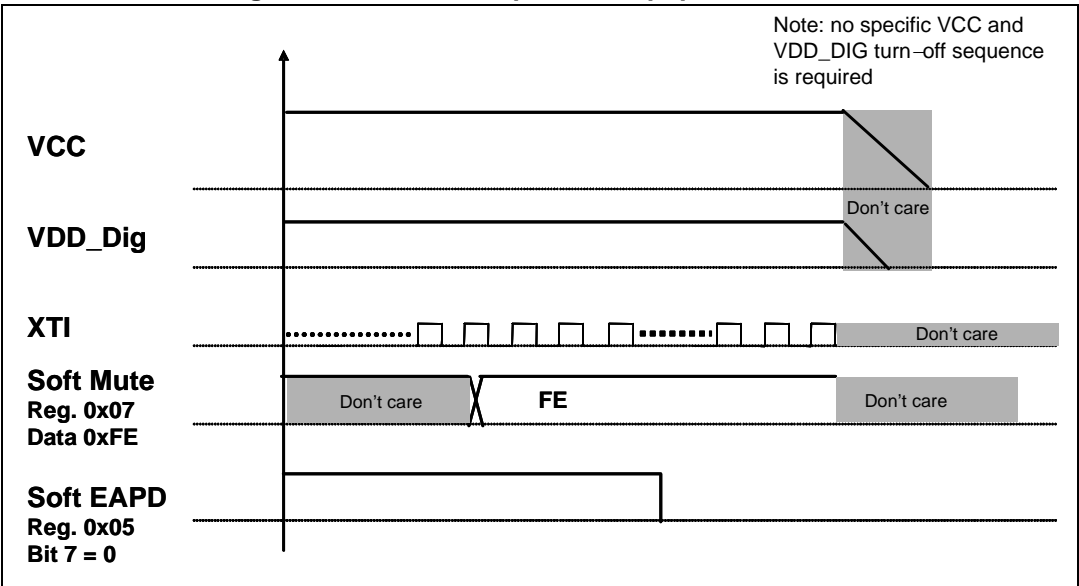 Note: no specific VCC and
VDD_DIG turn–off sequence
is required
VCC
Don't care
VDD_Dig
XTI
Don't care
Soft Mute
Reg. 0x07
Data 0xFE
Don't care
FE
Don't care
Soft EAPD
Reg. 0x05
Bit 7 = 0